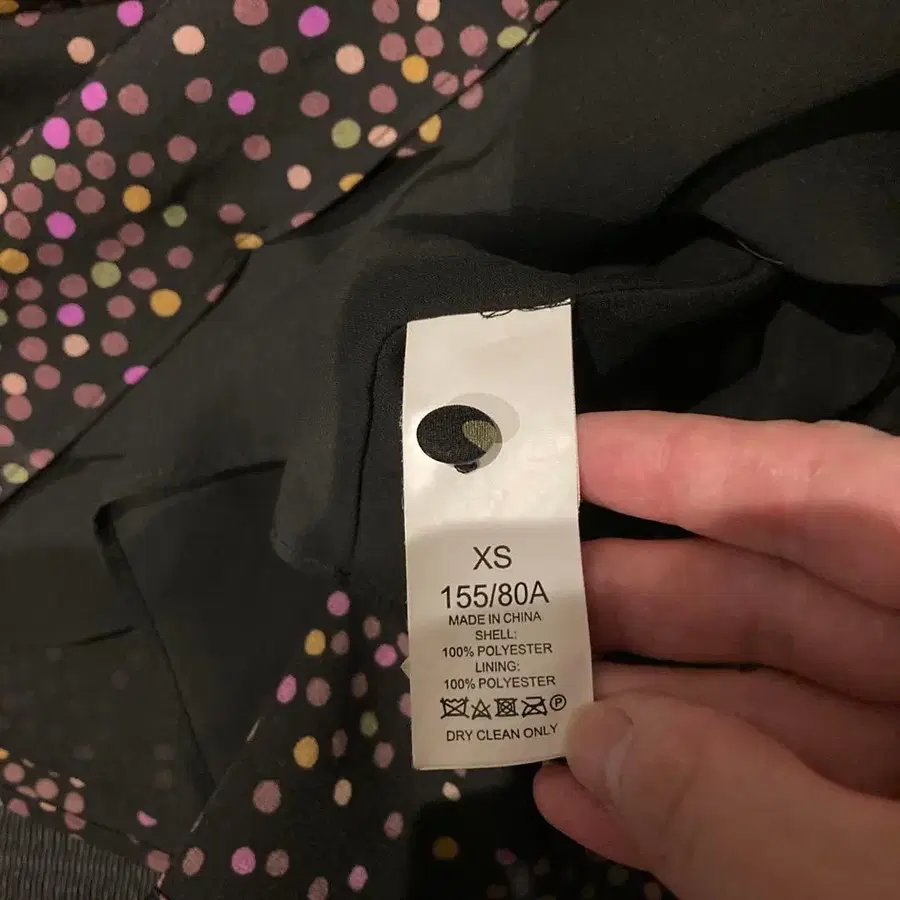 XS
155/80A
MADE IN CHINA
SHELL:
100% POLYESTER
LINING:
100% POLYESTER
P
DRY CLEAN ONLY